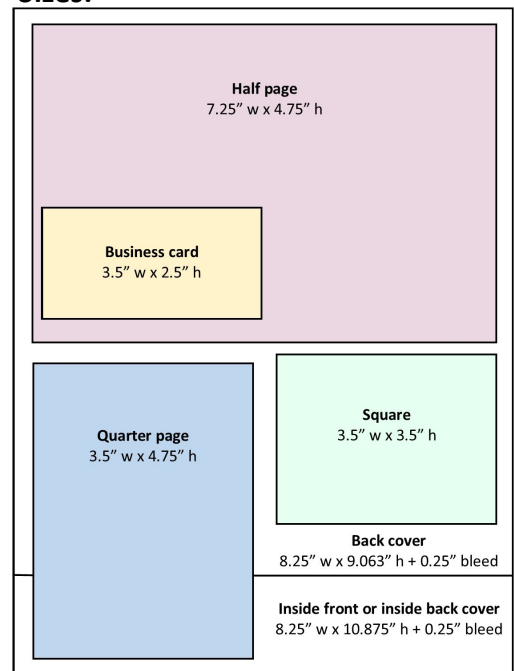 Half page
7.25” w x 4.75” h
Business card
3.5” w x 2.5” h
Quarter page
3.5” w x 4.75” h
Square
3.5” w x 3.5” h
Back cover
8.25” w x 9.063” h + 0.25” bleed
Inside front or inside back cover
8.25” w x 10.875” h + 0.25” bleed